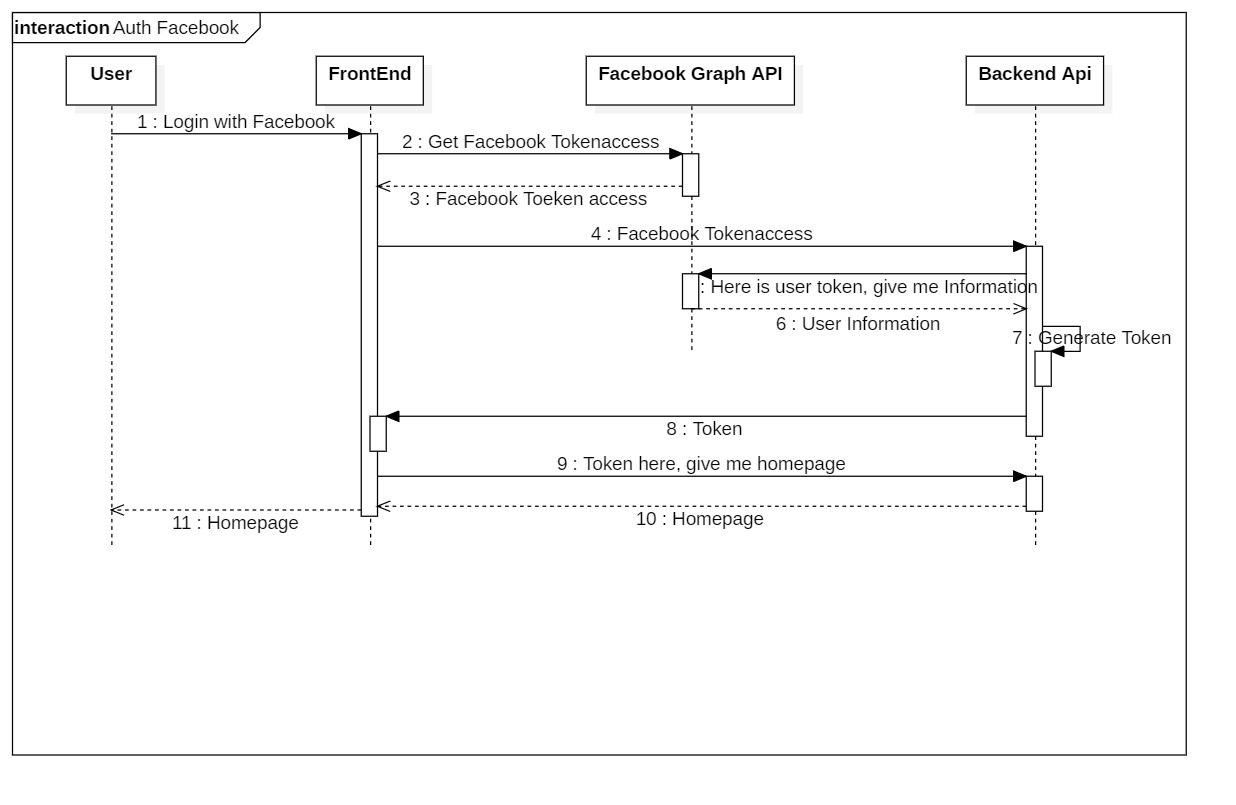 interaction Auth Facebook
User
FrontEnd
Facebook Graph API
Backend Api
1 : Login with Facebook
2 : Get Facebook Tokenaccess
3 : Facebook Toeken access
4 : Facebook Tokenaccess
: Here is user token, give me Information
6 : User Information
7 : Generate Token
8 : Token
9 : Token here, give me homepage
10 : Homepage
11 : Homepage